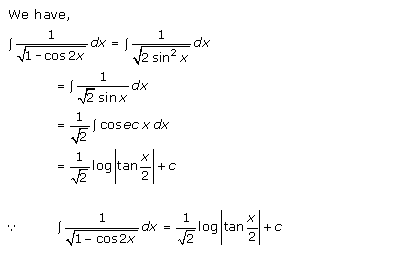 We have,
∫ 1/√(1−cos2x) dx = ∫ 1/√(2 sin² x) dx
= ∫ 1/(√2 sin x) dx
= 1/√2 ∫ cosec x dx
= 1/√2 log|tan x/2| + c
∵ ∫ 1/√(1−cos2x) dx = 1/√2 log|tan x/2| + c